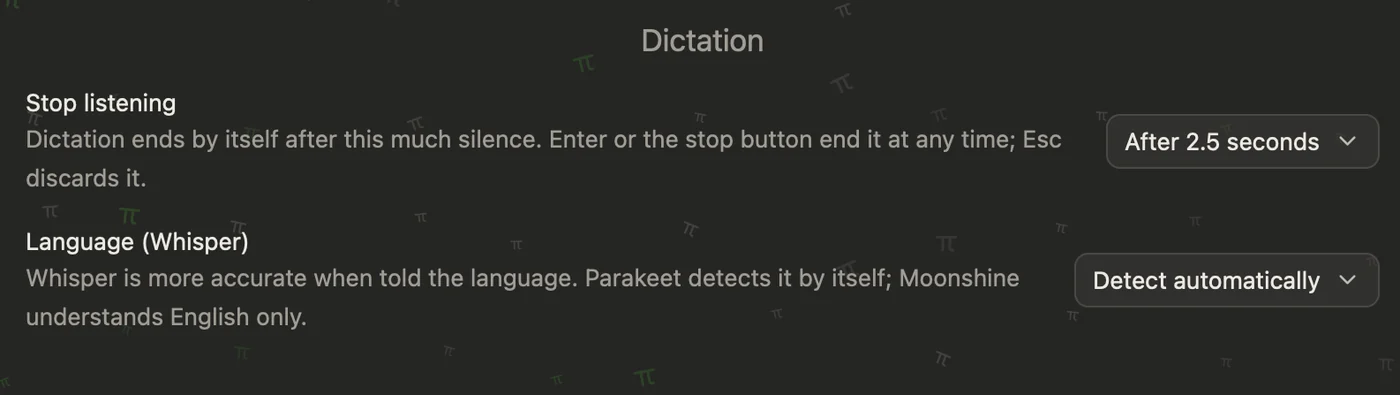 Dictation
Stop listening
Dictation ends by itself after this much silence. Enter or the stop button end it at any time; Esc
discards it.
After 2.5 seconds
Language (Whisper)
Whisper is more accurate when told the language. Parakeet detects it by itself; Moonshine
understands English only.
Detect automatically